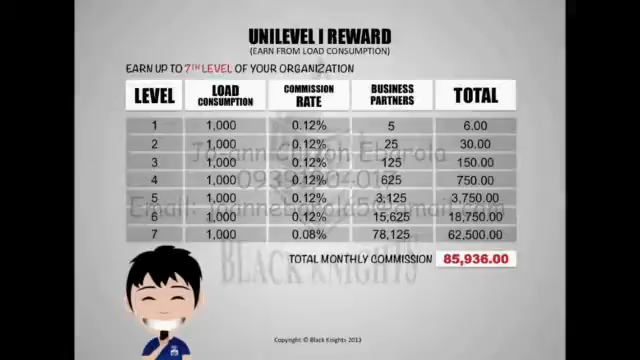 UNILEVEL I REWARD
(EARN FROM LOAD CONSUMPTION)
EARN UP TO 7TH LEVEL OF YOUR ORGANIZATION
LEVEL LOAD CONSUMPTION COMMISSION RATE BUSINESS PARTNERS TOTAL
1 1,000 0.12% 5 6.00
2 1,000 0.12% 25 30.00
3 1,000 0.12% 125 150.00
4 1,000 0.12% 625 750.00
5 1,000 0.12% 3,125 3,750.00
6 1,000 0.12% 15,625 18,750.00
7 1,000 0.08% 78,125 62,500.00
TOTAL MONTHLY COMMISSION 85,936.00
BLACK KNIGHTS
Copyright © Black Knights 2013